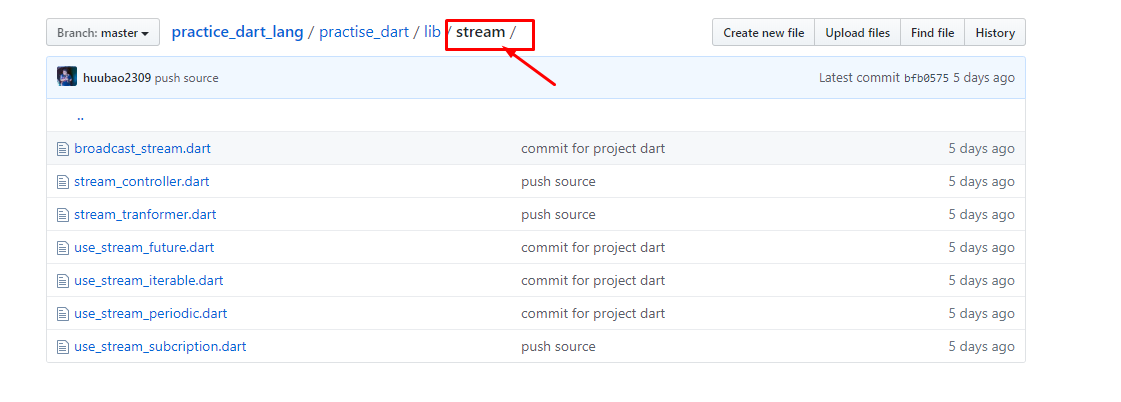 Branch: master practice_dart_lang / practise_dart / lib / stream / Create new file Upload files Find file History
huubao2309 push source Latest commit bfb0575 5 days ago
..
broadcast_stream.dart commit for project dart 5 days ago
stream_controller.dart push source 5 days ago
stream_tranformer.dart push source 5 days ago
use_stream_future.dart commit for project dart 5 days ago
use_stream_iterable.dart commit for project dart 5 days ago
use_stream_periodic.dart commit for project dart 5 days ago
use_stream_subcription.dart push source 5 days ago